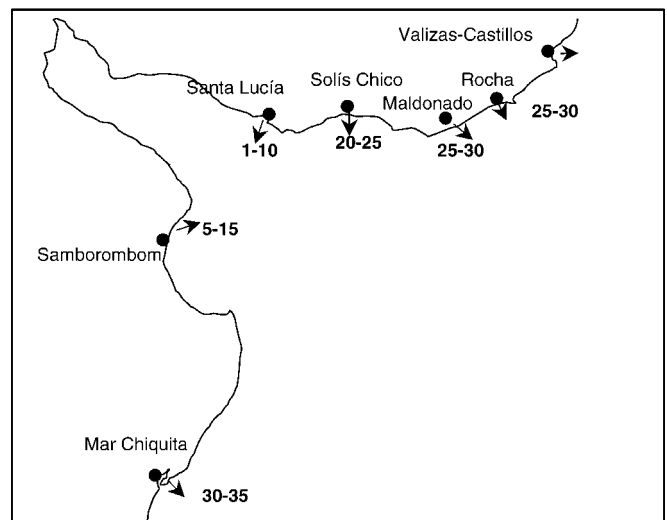 Valizas-Castillos
Solís Chico
Rocha
Santa Lucía
Maldonado
25-30
1-10
20-25
25-30
5-15
Samborombom
Mar Chiquita
30-35